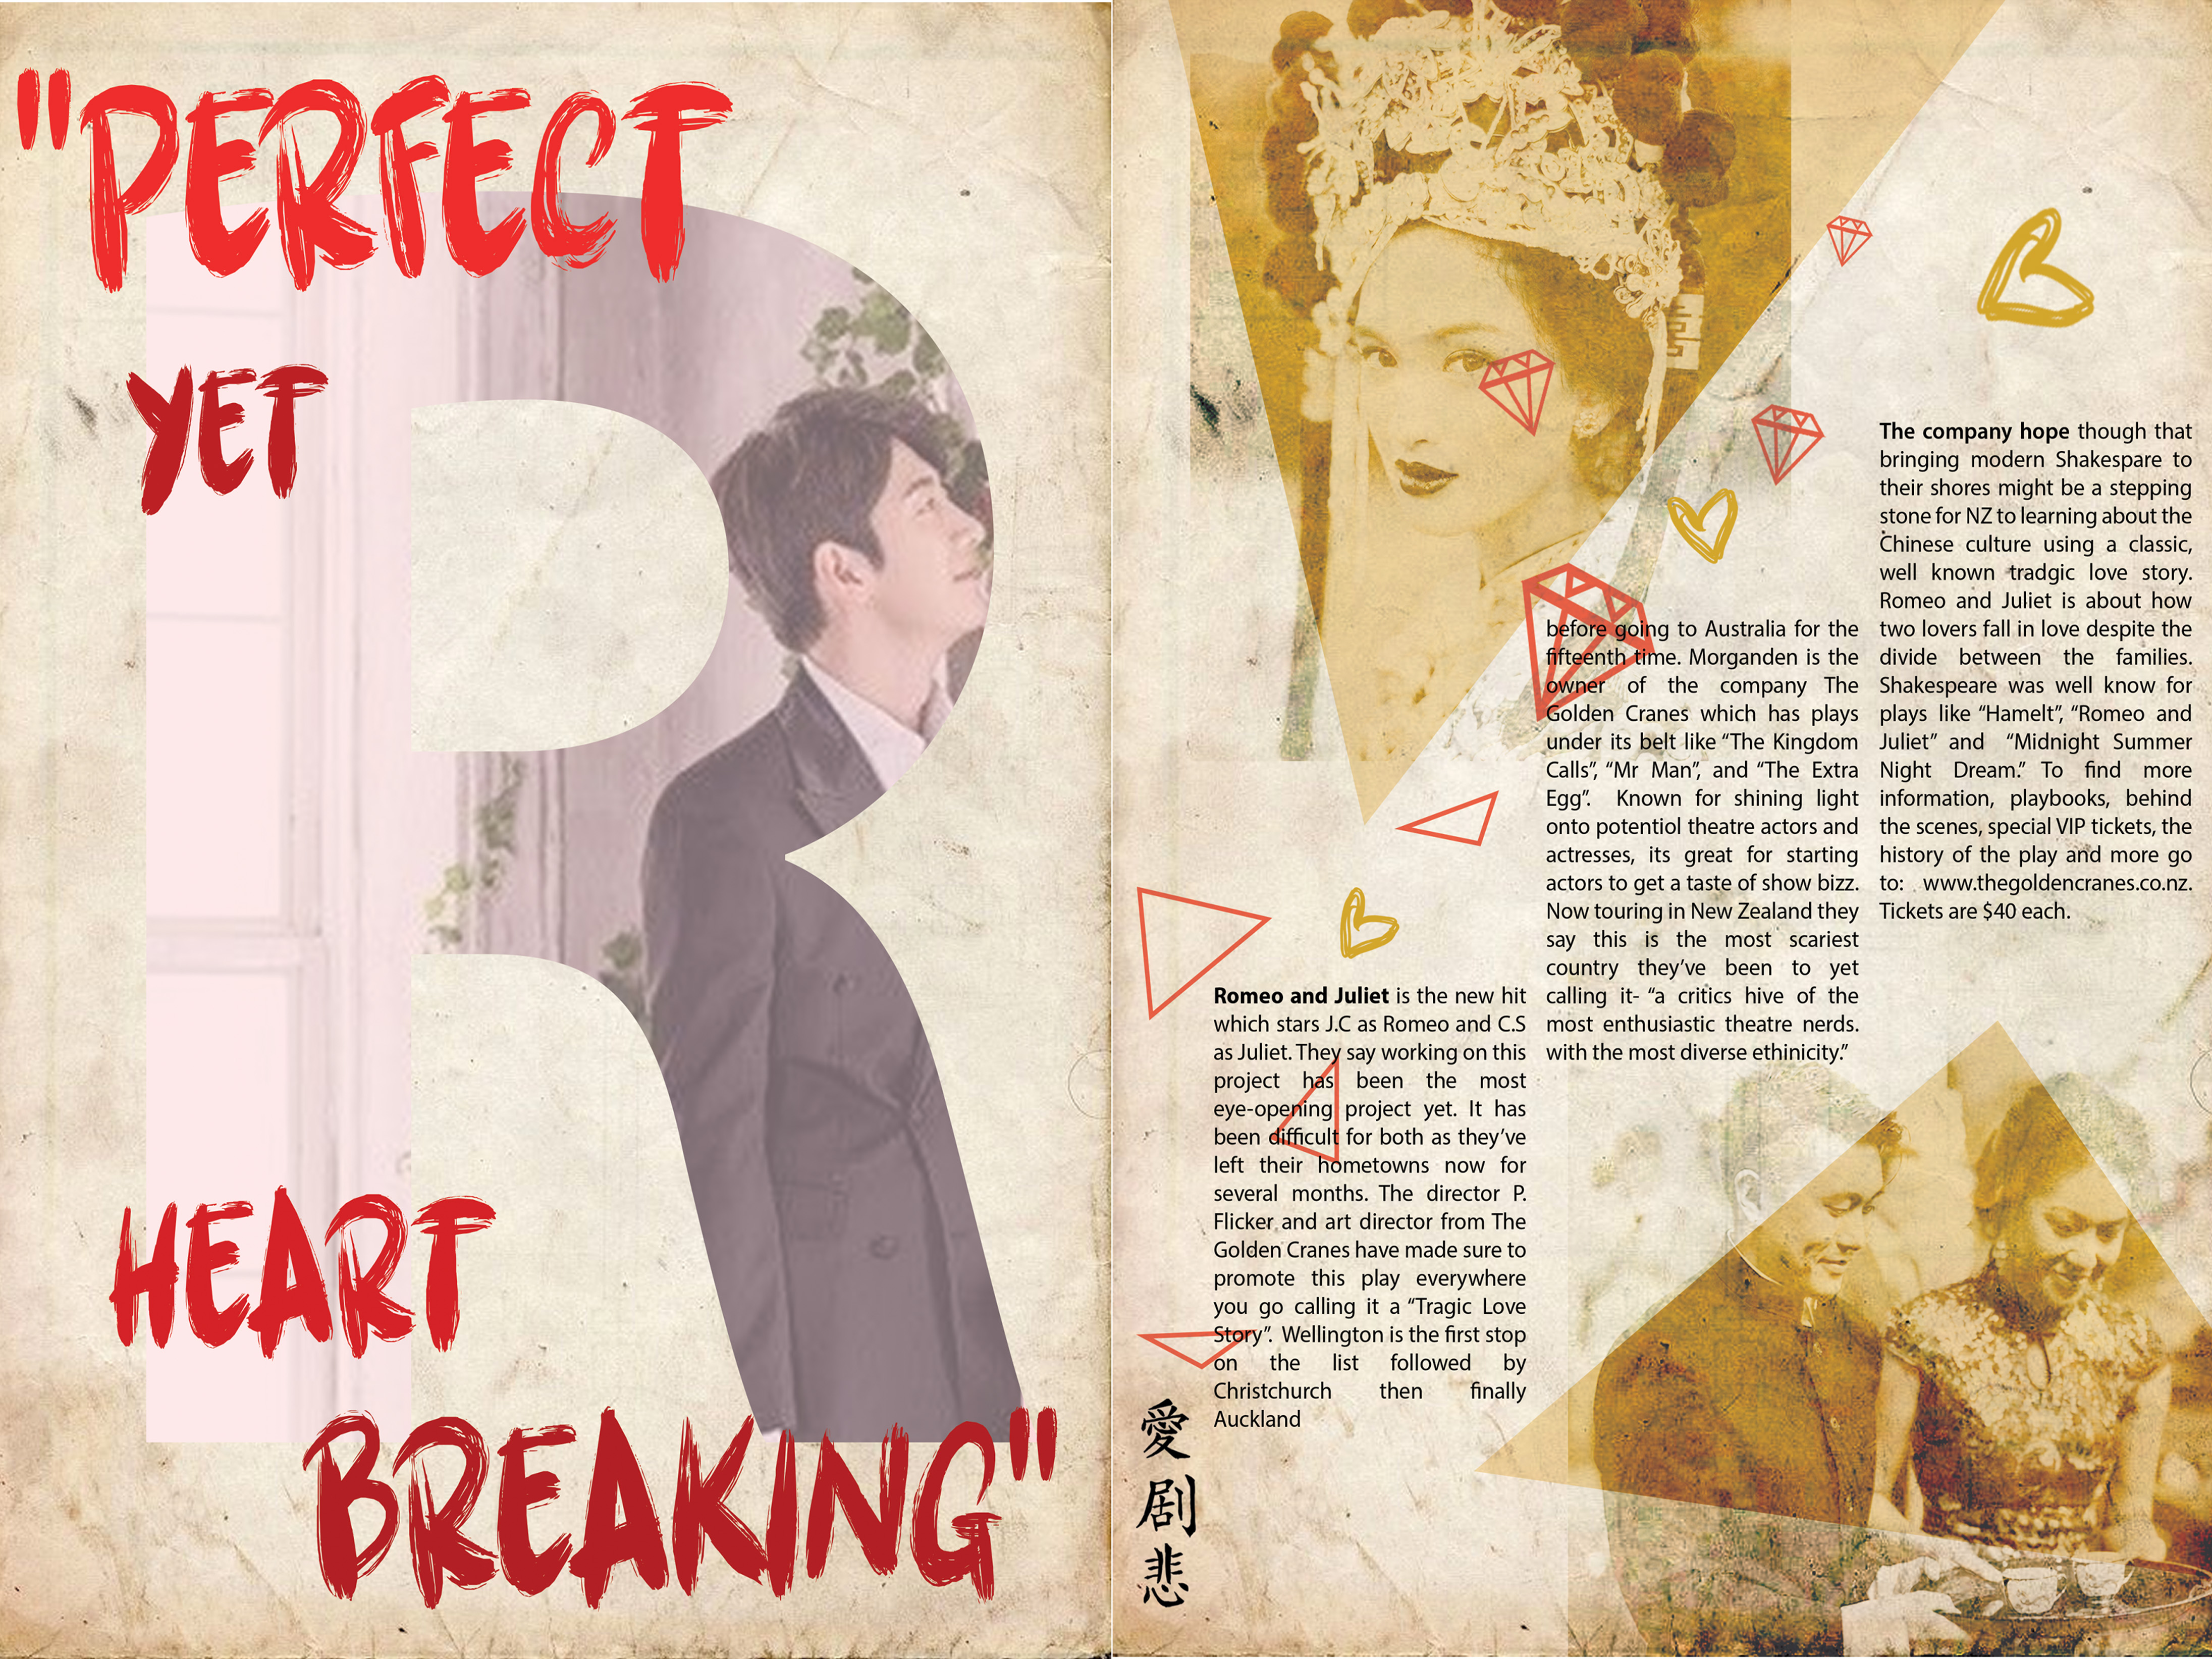 "PERFECT
YET
HEART
BREAKING"
Romeo and Juliet is the new hit
which stars J.C as Romeo and C.S
as Juliet. They say working on this
project has been the most
eye-opening project yet. It has
been difficult for both as they've
left their hometowns now for
several months. The director P.
Flicker and art director from The
Golden Cranes have made sure to
promote this play everywhere
you go calling it a "Tragic Love
Story". Wellington is the first stop
on the list followed by
Christchurch then finally
Auckland
before going to Australia for the
fifteenth time. Morganden is the
owner of the company The
Golden Cranes which has plays
under its belt like "The Kingdom
Calls", "Mr Man", and "The Extra
Egg". Known for shining light
onto potentiol theatre actors and
actresses, its great for starting
actors to get a taste of show bizz.
Now touring in New Zealand they
say this is the most scariest
country they've been to yet
calling it- "a critics hive of the
most enthusiastic theatre nerds.
with the most diverse ethinicity."
The company hope though that
bringing modern Shakespare to
their shores might be a stepping
stone for NZ to learning about the
Chinese culture using a classic,
well known tradgic love story.
Romeo and Juliet is about how
two lovers fall in love despite the
divide between the families.
Shakespeare was well know for
plays like "Hamelt", "Romeo and
Juliet" and "Midnight Summer
Night Dream." To find more
information, playbooks, behind
the scenes, special VIP tickets, the
history of the play and more go
to: www.thegoldencranes.co.nz.
Tickets are $40 each.
愛
剧
悲
R
囍